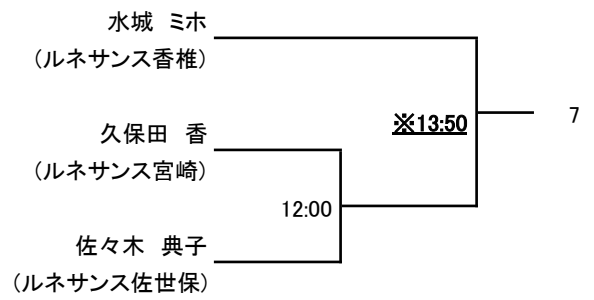 水城　ミホ
(ルネサンス香椎)
※13:50
7
久保田　香
(ルネサンス宮崎)
12:00
佐々木　典子
(ルネサンス佐世保)